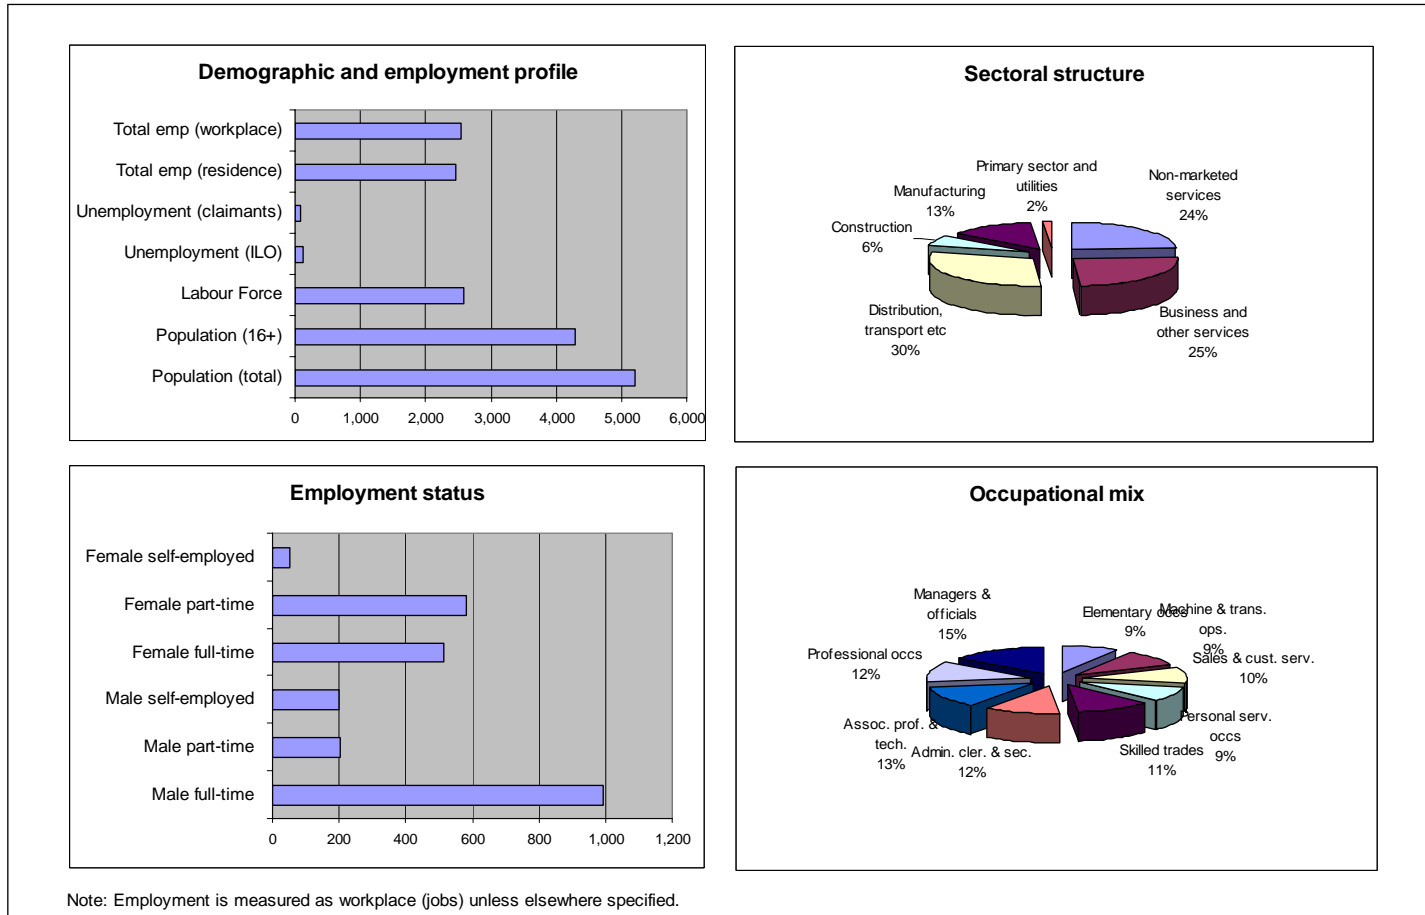 Demographic and employment profile
Total emp (workplace)
Total emp (residence)
Unemployment (claimants)
Unemployment (ILO)
Labour Force
Population (16+)
Population (total)
0 1,000 2,000 3,000 4,000 5,000 6,000
Sectoral structure
Primary sector and
utilities
2%
Non-marketed
services
24%
Manufacturing
13%
Construction
6%
Distribution,
transport etc
30%
Business and
other services
25%
Employment status
Female self-employed
Female part-time
Female full-time
Male self-employed
Male part-time
Male full-time
0 200 400 600 800 1,000 1,200
Occupational mix
Managers &
officials
15%
Elementary occs
9%
Machine & trans.
ops.
9%
Professional occs
12%
Sales & cust. serv.
10%
Assoc. prof. &
tech.
13%
Admin. cler. & sec.
12%
Skilled trades
11%
Personal serv.
occs
9%
Note: Employment is measured as workplace (jobs) unless elsewhere specified.